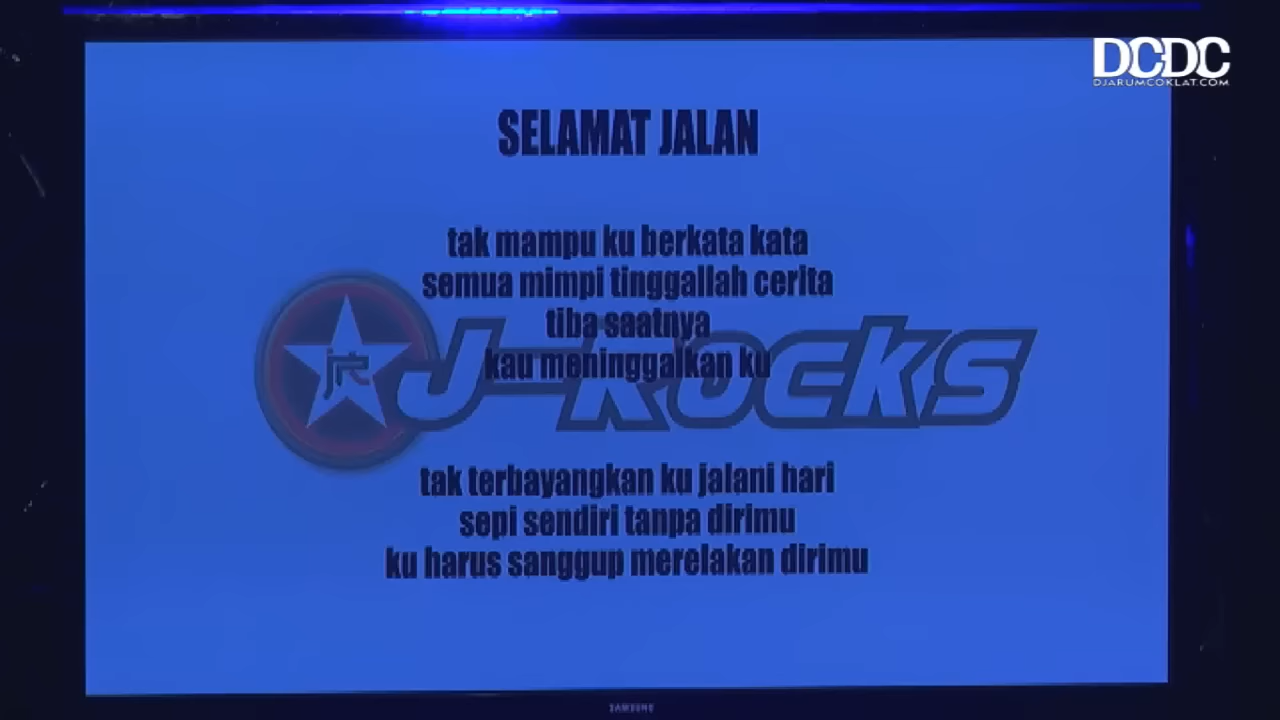 DCDC
DJARUMCOKLAT.COM
SELAMAT JALAN
tak mampu ku berkata kata
semua mimpi tinggallah cerita
tiba saatnya
kau meninggalkan ku
JR J-ROCKS
tak terbayangkan ku jalani hari
sepi sendiri tanpa dirimu
ku harus sanggup merelakan dirimu
SAMSUNG